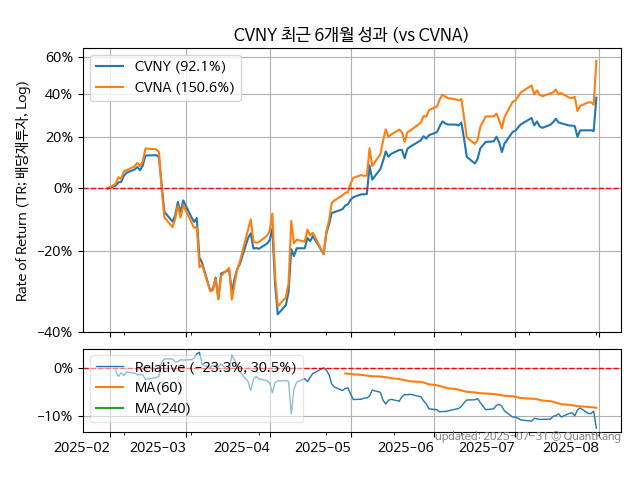 CVNY 최근 6개월 성과 (vs CVNA)
Rate of Return (TR: 배당재투자, Log)
60%
40%
20%
0%
−20%
−40%
CVNY (92.1%)
CVNA (150.6%)
0%
−10%
Relative (−23.3%, 30.5%)
MA(60)
MA(240)
2025-02
2025-03
2025-04
2025-05
2025-06
2025-07
2025-08
updated: 2025-07-31 © QuantKang